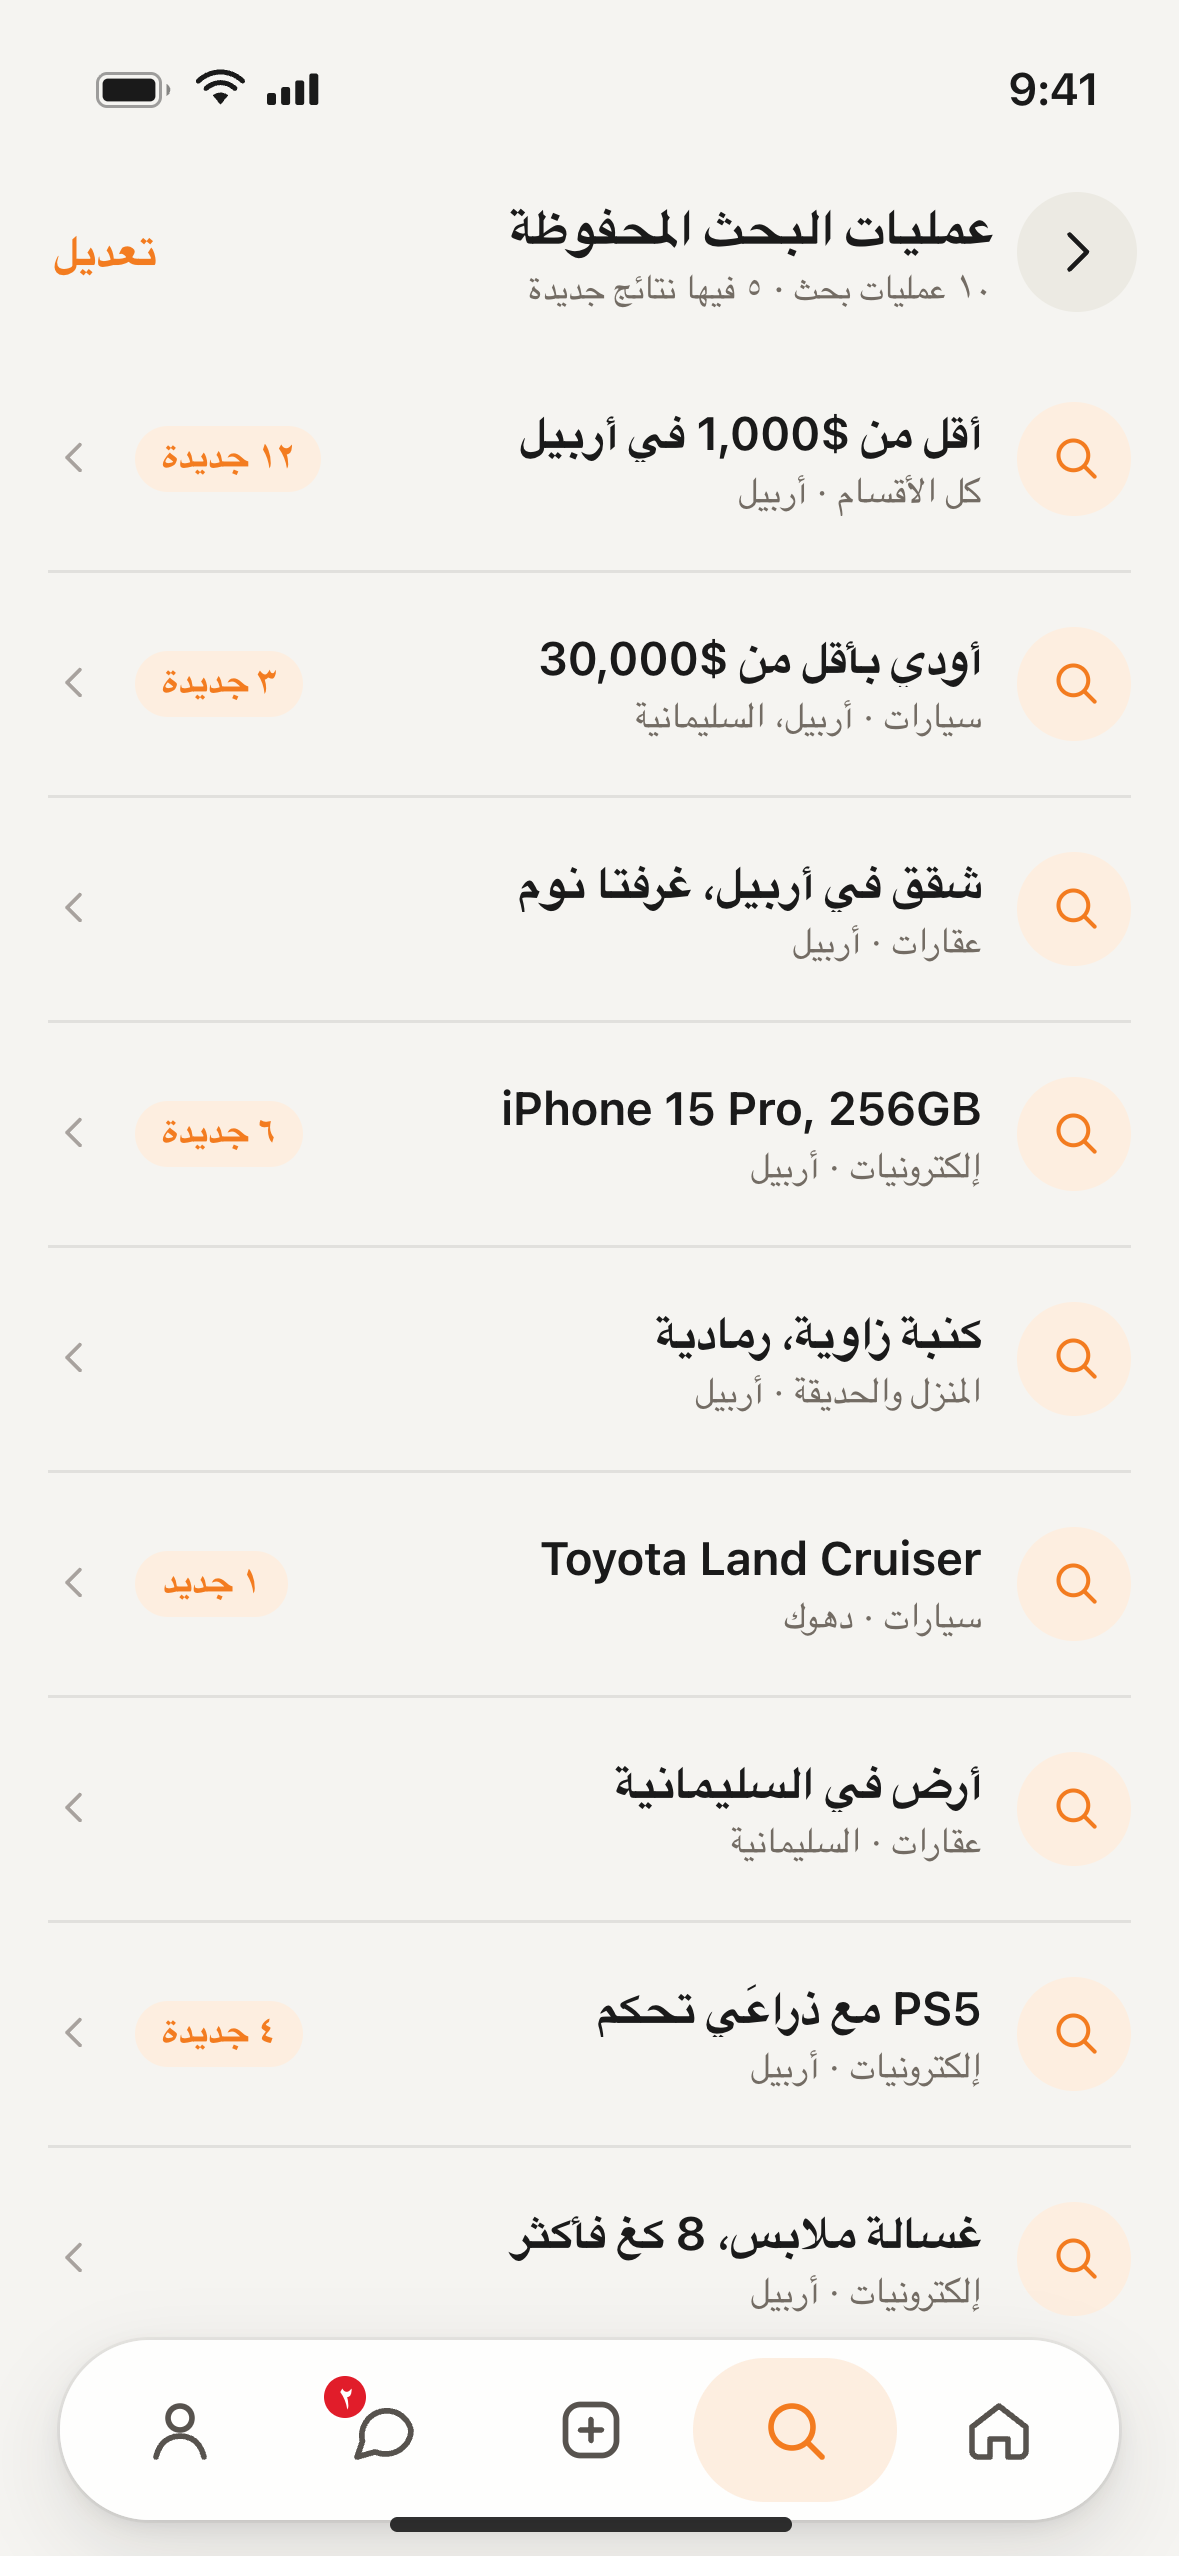 9:41
عمليات البحث المحفوظة
١٠ عمليات بحث · ٥ فيها نتائج جديدة
تعديل
أقل من $1,000 في أربيل
كل الأقسام · أربيل
١٢ جديدة
أودي بأقل من $30,000
سيارات · أربيل، السليمانية
٣ جديدة
شقق في أربيل، غرفتا نوم
عقارات · أربيل
iPhone 15 Pro, 256GB
إلكترونيات · أربيل
٦ جديدة
كنبة زاوية، رمادية
المنزل والحديقة · أربيل
Toyota Land Cruiser
سيارات · دهوك
١ جديد
أرض في السليمانية
عقارات · السليمانية
PS5 مع ذراعَي تحكم
إلكترونيات · أربيل
٤ جديدة
غسالة ملابس، 8 كغ فأكثر
إلكترونيات · أربيل
٢